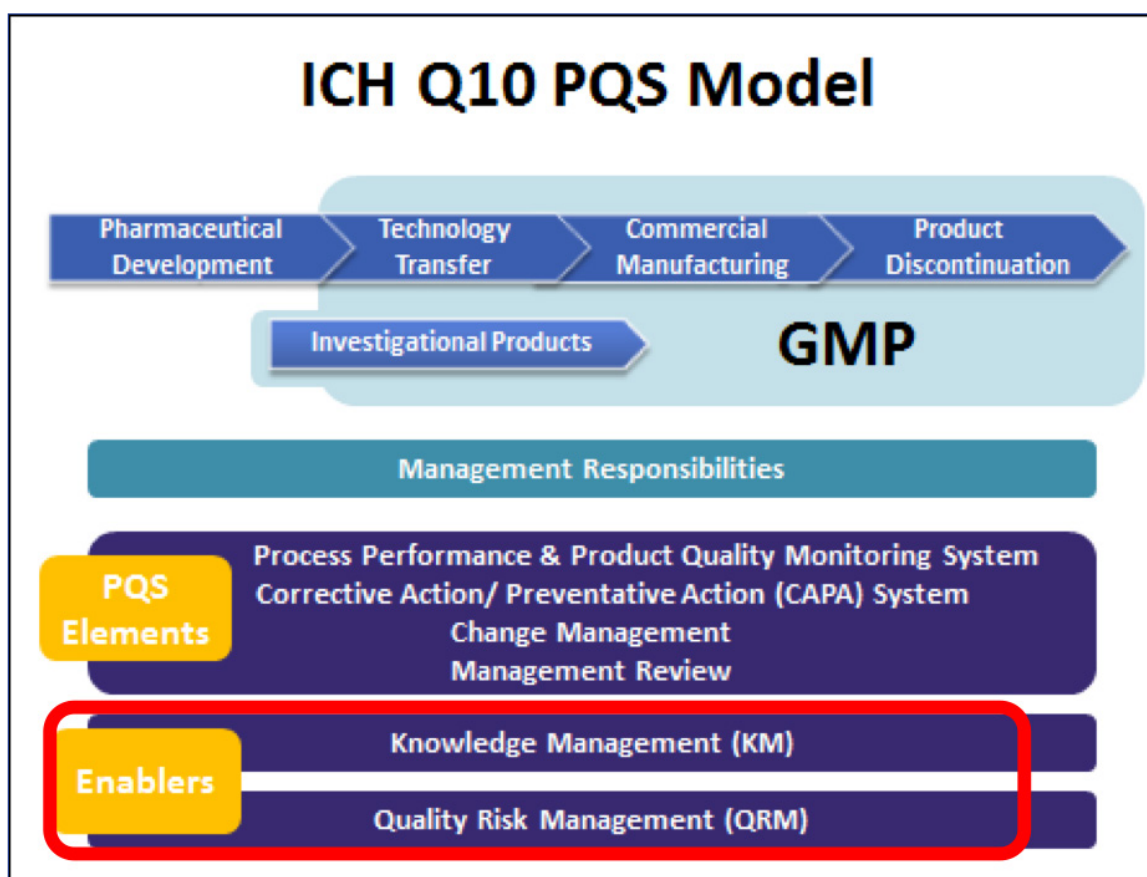 ICH Q10 PQS Model
Pharmaceutical
Development
Technology
Transfer
Commercial
Manufacturing
Product
Discontinuation
Investigational Products
GMP
Management Responsibilities
PQS
Elements
Process Performance & Product Quality Monitoring System
Corrective Action/ Preventative Action (CAPA) System
Change Management
Management Review
Enablers
Knowledge Management (KM)
Quality Risk Management (QRM)